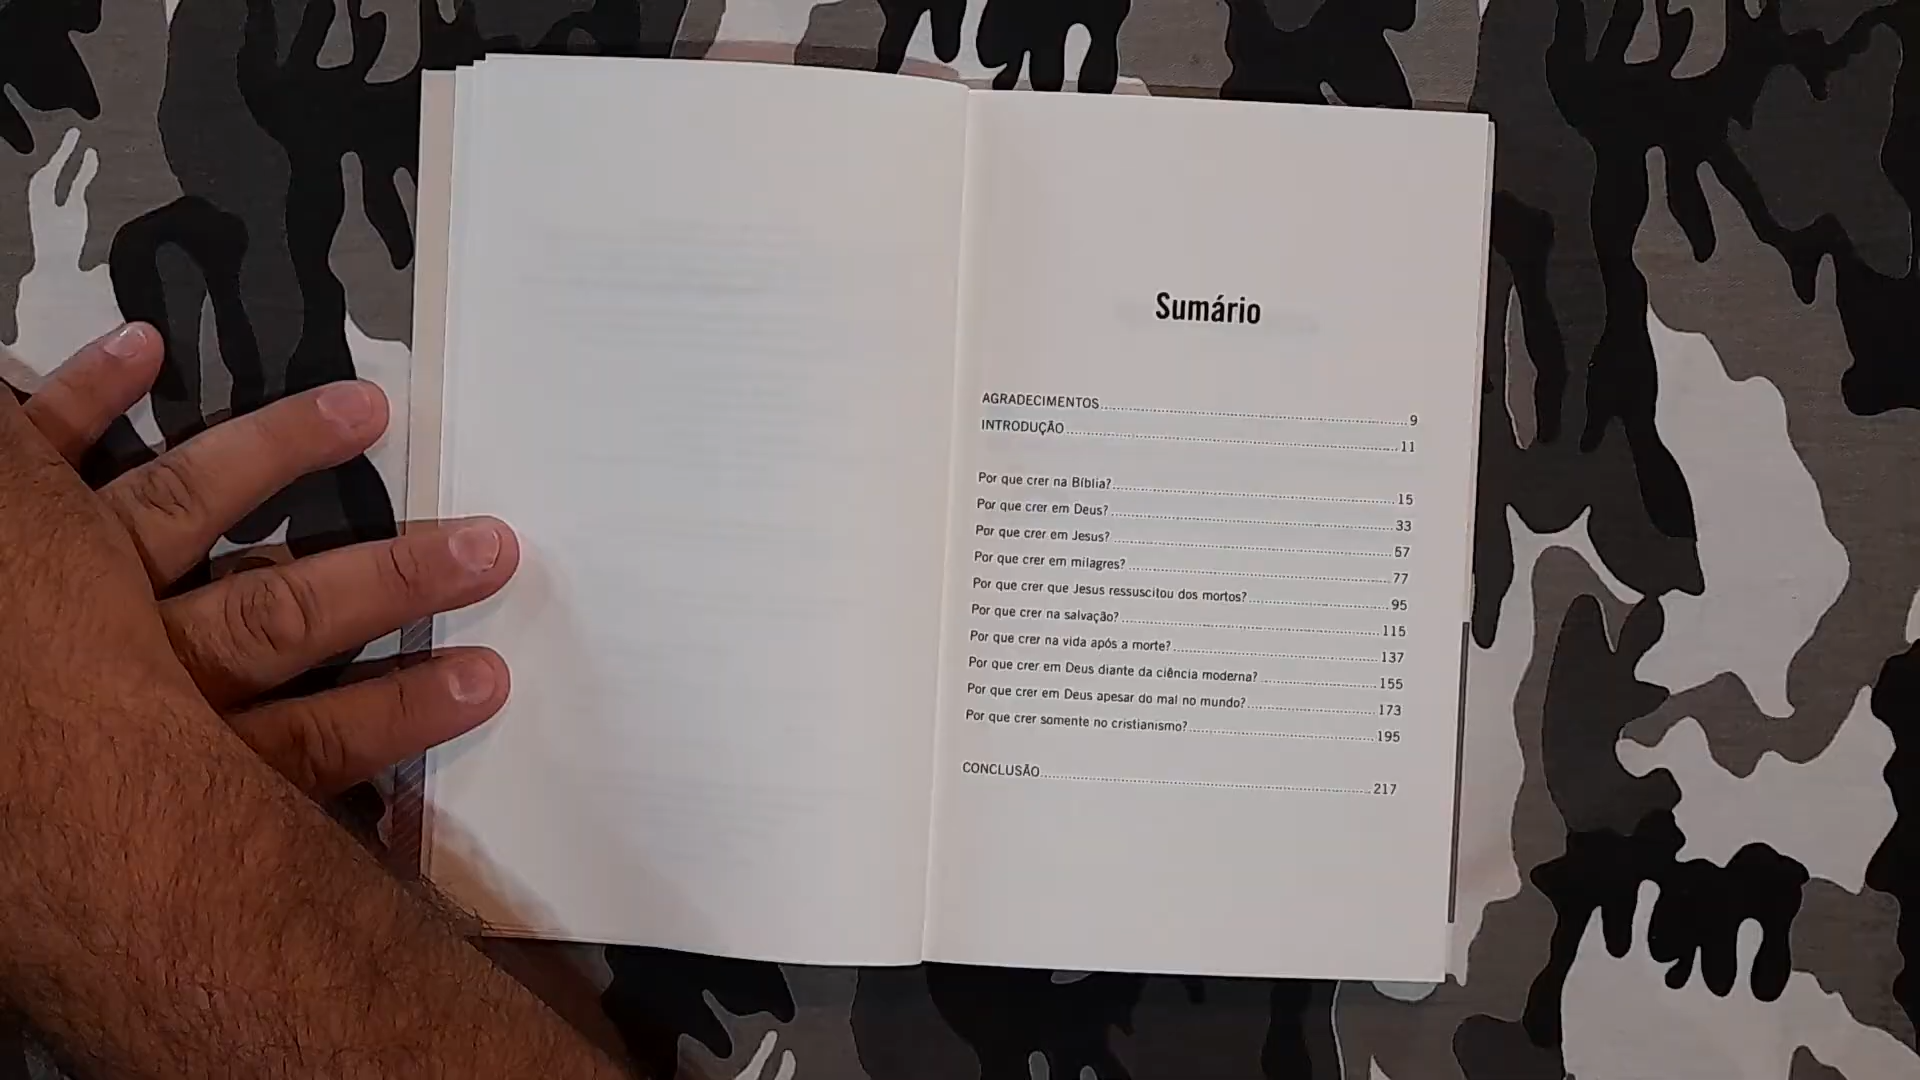 Sumário
AGRADECIMENTOS....................9
INTRODUÇÃO....................11
Por que crer na Bíblia?....................15
Por que crer em Deus?....................33
Por que crer em Jesus?....................57
Por que crer em milagres?....................77
Por que crer que Jesus ressuscitou dos mortos?....................95
Por que crer na salvação?....................115
Por que crer na vida após a morte?....................137
Por que crer em Deus diante da ciência moderna?....................155
Por que crer em Deus apesar do mal no mundo?....................173
Por que crer somente no cristianismo?....................195
CONCLUSÃO....................217